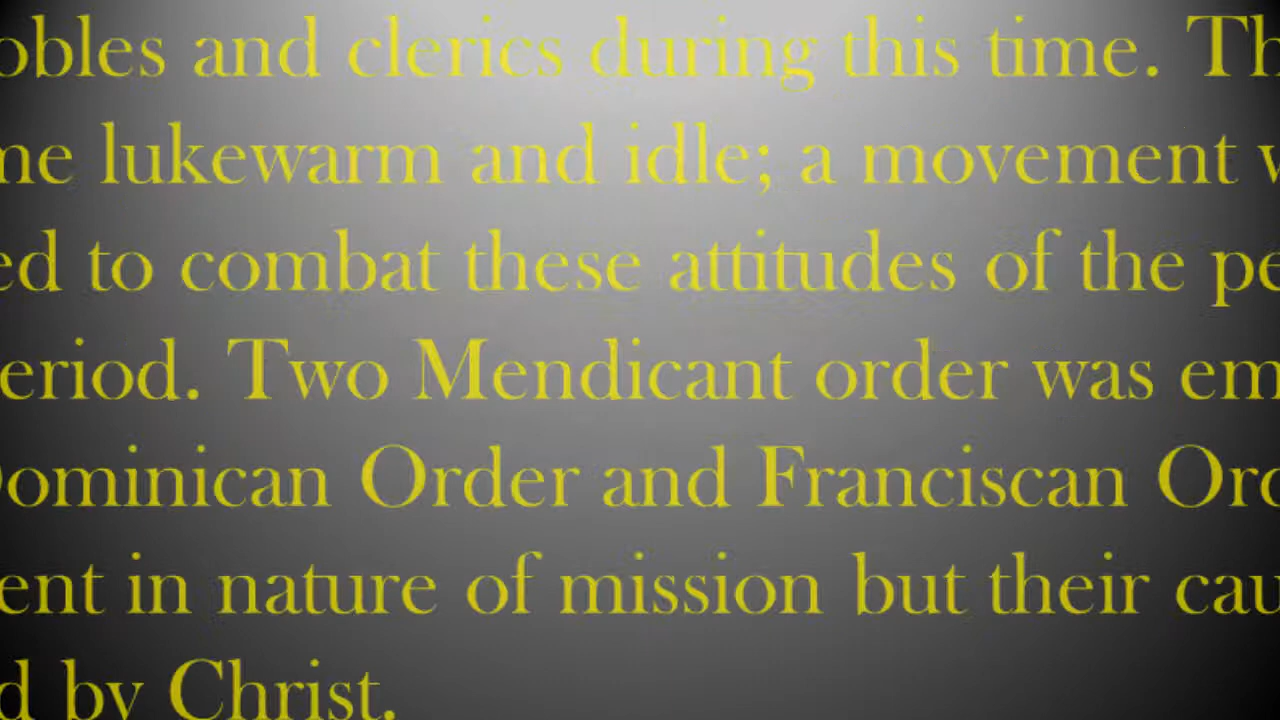 obles and clerics during this time. Th
me lukewarm and idle; a movement w
ed to combat these attitudes of the pe
eriod. Two Mendicant order was em
Dominican Order and Franciscan Ord
ent in nature of mission but their cau
d by Christ.